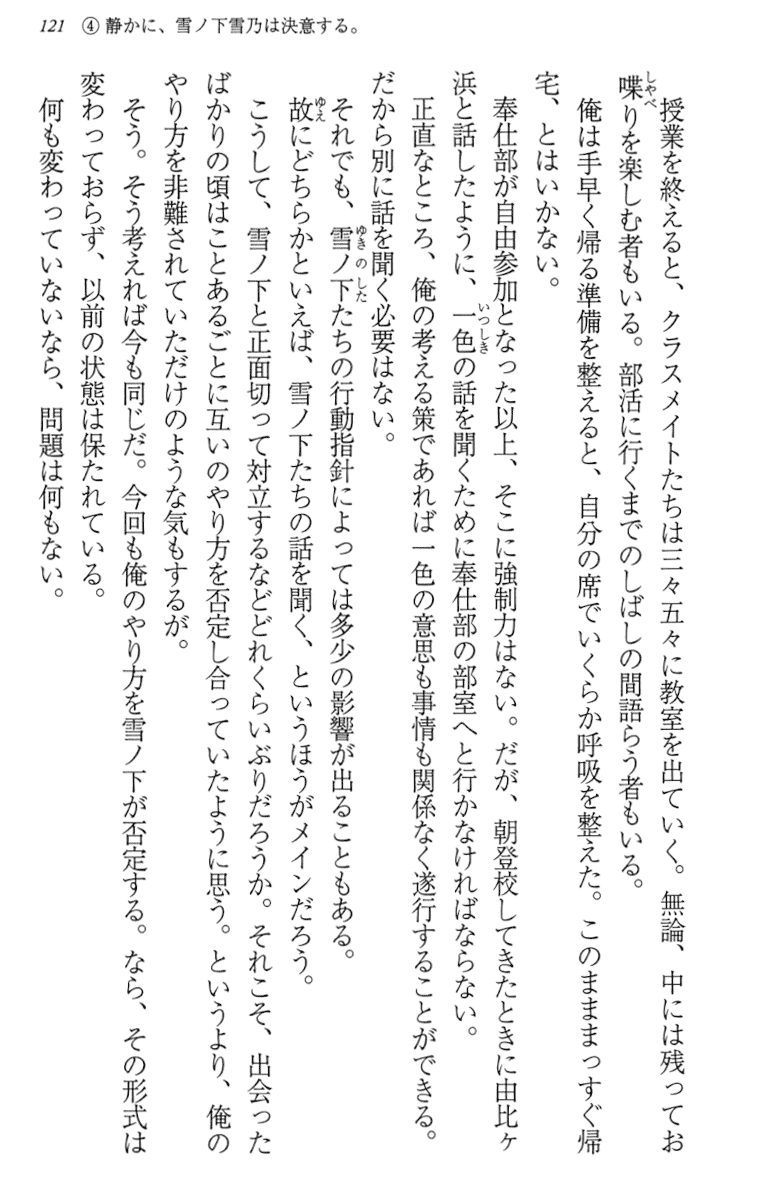 121 ④ 静かに、雪ノ下雪乃は決意する。
授業を終えると、クラスメイトたちは三々五々に教室を出ていく。無論、中には残ってお
喋りを楽しむ者もいる。部活に行くまでのしばしの間語らう者もいる。
俺は手早く帰る準備を整えると、自分の席でいくらか呼吸を整えた。このまままっすぐ帰
宅、とはいかない。
奉仕部が自由参加となった以上、そこに強制力はない。だが、朝登校してきたときに由比ヶ
浜と話したように、一色の話を聞くために奉仕部の部室へと行かなければならない。
正直なところ、俺の考える策であれば一色の意思も事情も関係なく遂行することができる。
だから別に話を聞く必要はない。
それでも、雪ノ下たちの行動指針によっては多少の影響が出ることもある。
故にどちらかといえば、雪ノ下たちの話を聞く、というほうがメインだろう。
こうして、雪ノ下と正面切って対立するなどどれくらいぶりだろうか。それこそ、出会った
ばかりの頃はことあるごとに互いのやり方を否定し合っていたように思う。というより、俺の
やり方を非難されていただけのような気もするが。
そう。そう考えれば今も同じだ。今回も俺のやり方を雪ノ下が否定する。なら、その形式は
変わっておらず、以前の状態は保たれている。
何も変わっていないなら、問題は何もない。